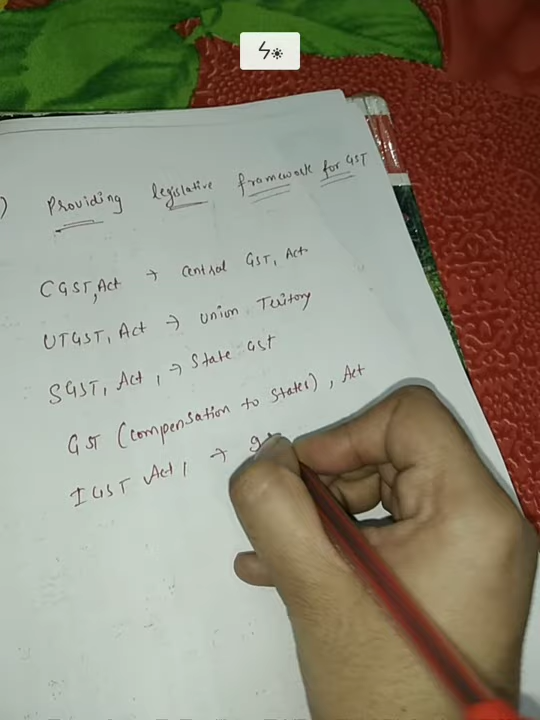 ) Providing legislative framework for GST
CGST, Act → Central GST, Act
UTGST, Act → Union Teritory
SGST, Act, → State GST
GST (Compensation to States), Act
IGST Act, →